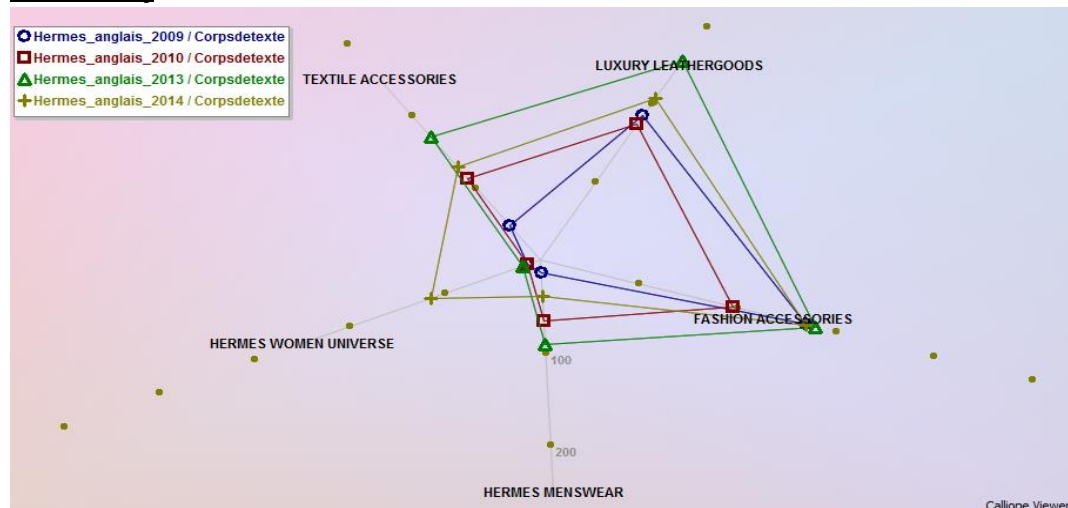 Hermes_anglais_2009 / Corpsdetexte
Hermes_anglais_2010 / Corpsdetexte
Hermes_anglais_2013 / Corpsdetexte
Hermes_anglais_2014 / Corpsdetexte
LUXURY LEATHERGOODS
TEXTILE ACCESSORIES
FASHION ACCESSORIES
HERMES WOMEN UNIVERSE
100
200
HERMES MENSWEAR
Calliope Viewer